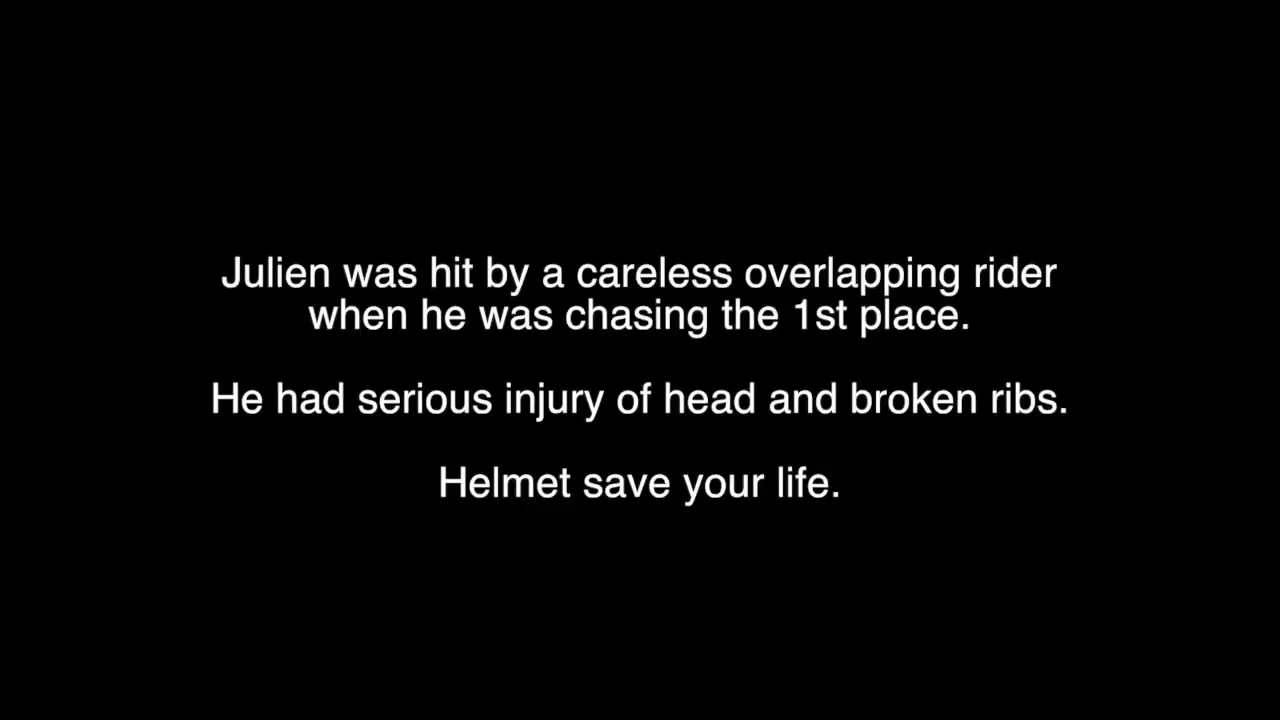 Julien was hit by a careless overlapping rider
when he was chasing the 1st place.
He had serious injury of head and broken ribs.
Helmet save your life.